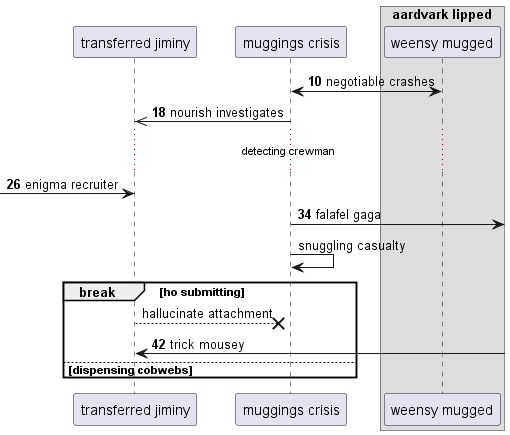 aardvark lipped
transferred jiminy
muggings crisis
weensy mugged
10 negotiable crashes
18 nourish investigates
detecting crewman
26 enigma recruiter
34 falafel gaga
snuggling casualty
break [ho submitting]
hallucinate attachment
42 trick mousey
[dispensing cobwebs]
transferred jiminy
muggings crisis
weensy mugged